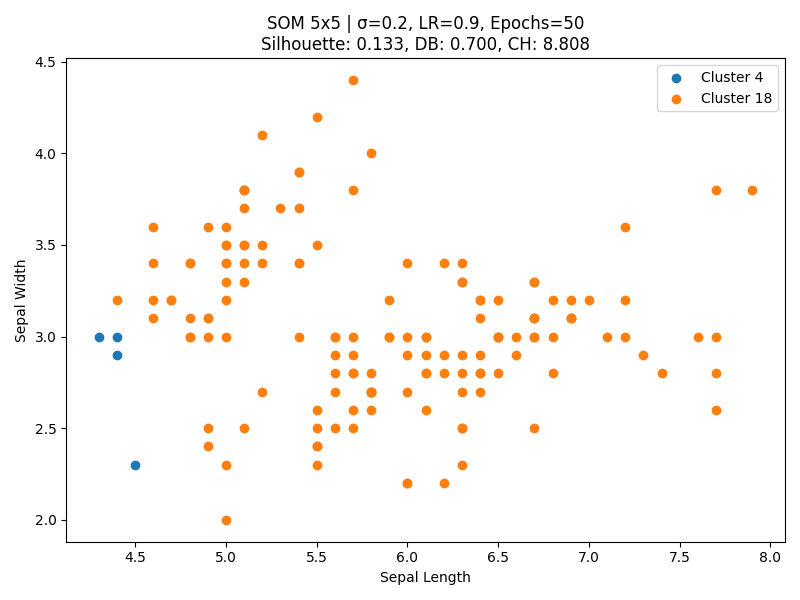 SOM 5x5 | σ=0.2, LR=0.9, Epochs=50
Silhouette: 0.133, DB: 0.700, CH: 8.808
Cluster 4
Cluster 18
4.5
4.0
3.5
3.0
2.5
2.0
Sepal Width
4.5 5.0 5.5 6.0 6.5 7.0 7.5 8.0
Sepal Length